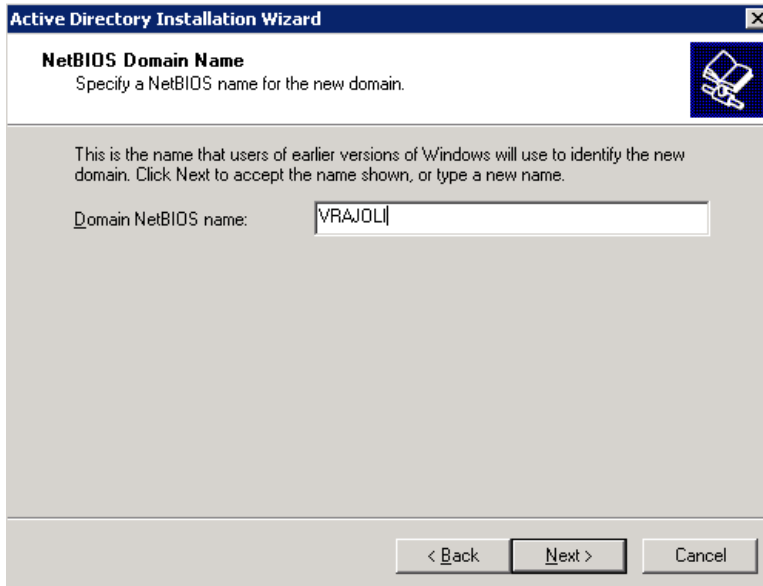 Active Directory Installation Wizard
NetBIOS Domain Name
Specify a NetBIOS name for the new domain.
This is the name that users of earlier versions of Windows will use to identify the new
domain. Click Next to accept the name shown, or type a new name.
Domain NetBIOS name: VRAJOLI
< Back Next > Cancel